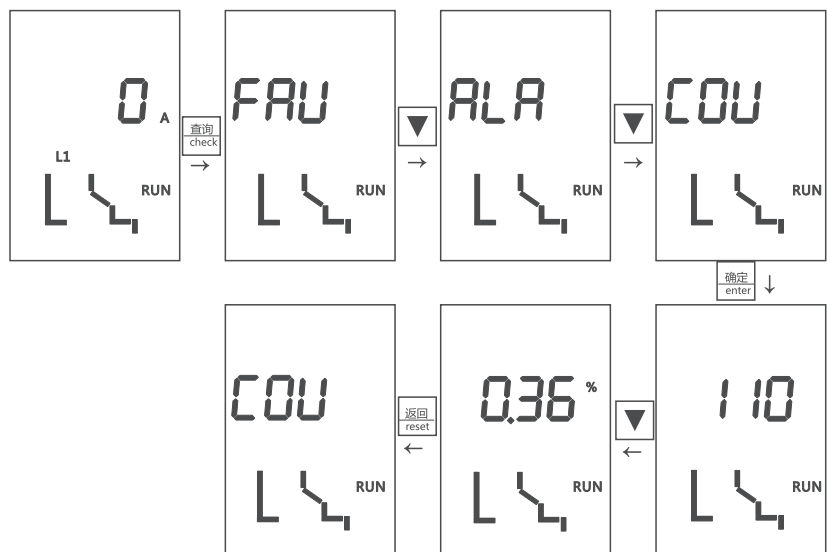 0 A
L1
RUN
查询
check
FAU
RUN
ALA
RUN
COU
RUN
确定
enter
110
RUN
0.36 %
RUN
返回
reset
COU
RUN